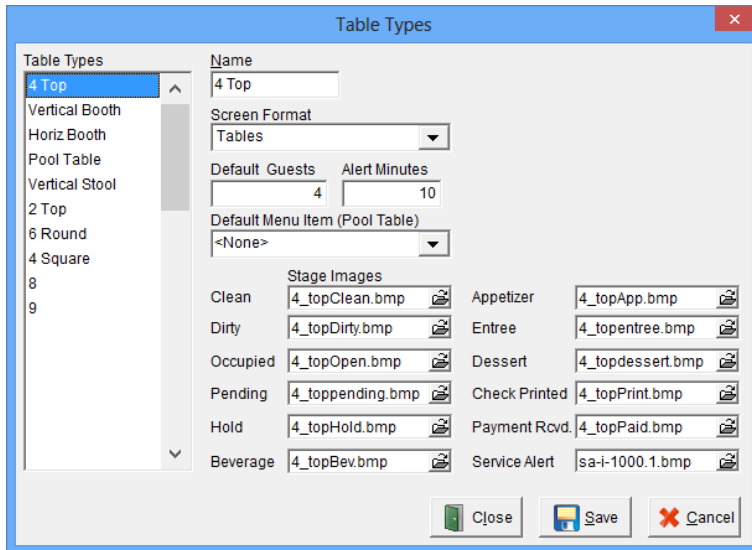 Table Types
Table Types
4 Top
Vertical Booth
Horiz Booth
Pool Table
Vertical Stool
2 Top
6 Round
4 Square
8
9
Name
4 Top
Screen Format
Tables
Default Guests Alert Minutes
4 10
Default Menu Item (Pool Table)
<None>
Stage Images
Clean 4_topClean.bmp Appetizer 4_topApp.bmp
Dirty 4_topDirty.bmp Entree 4_topentree.bmp
Occupied 4_topOpen.bmp Dessert 4_topdessert.bmp
Pending 4_toppending.bmp Check Printed 4_topPrint.bmp
Hold 4_topHold.bmp Payment Rcvd. 4_topPaid.bmp
Beverage 4_topBev.bmp Service Alert sa-i-1000.1.bmp
Close Save Cancel